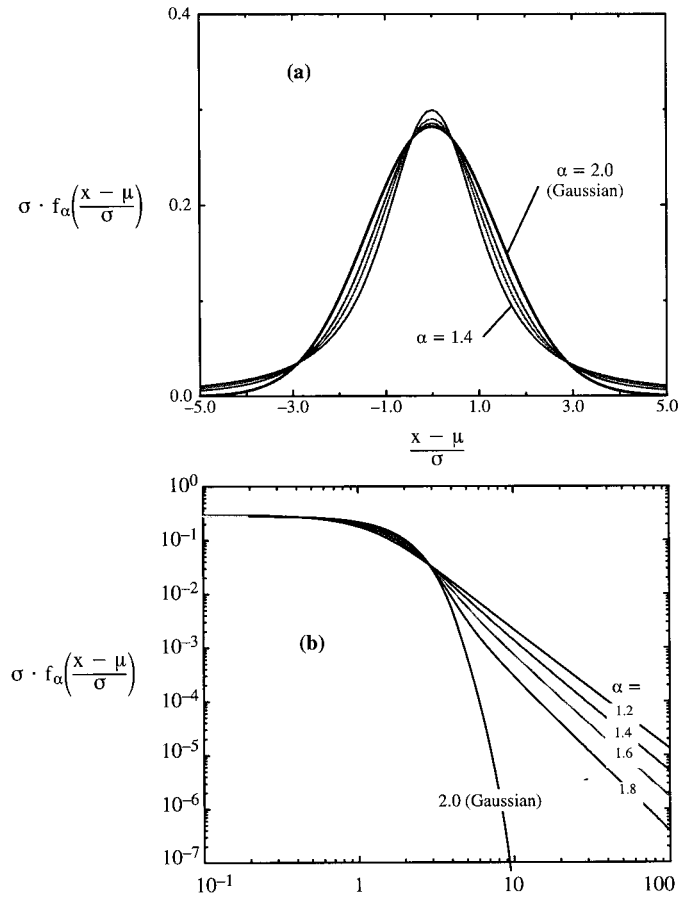 0.4
(a)
α = 2.0
(Gaussian)
0.2
σ · fα(x − μ / σ)
α = 1.4
0.0
-5.0 -3.0 -1.0 1.0 3.0 5.0
x − μ
σ
10⁰
10⁻¹
10⁻²
10⁻³
(b)
σ · fα(x − μ / σ)
10⁻⁴
α =
1.2
1.4
10⁻⁵
1.6
1.8
10⁻⁶
2.0 (Gaussian)
10⁻⁷
10⁻¹ 1 10 100